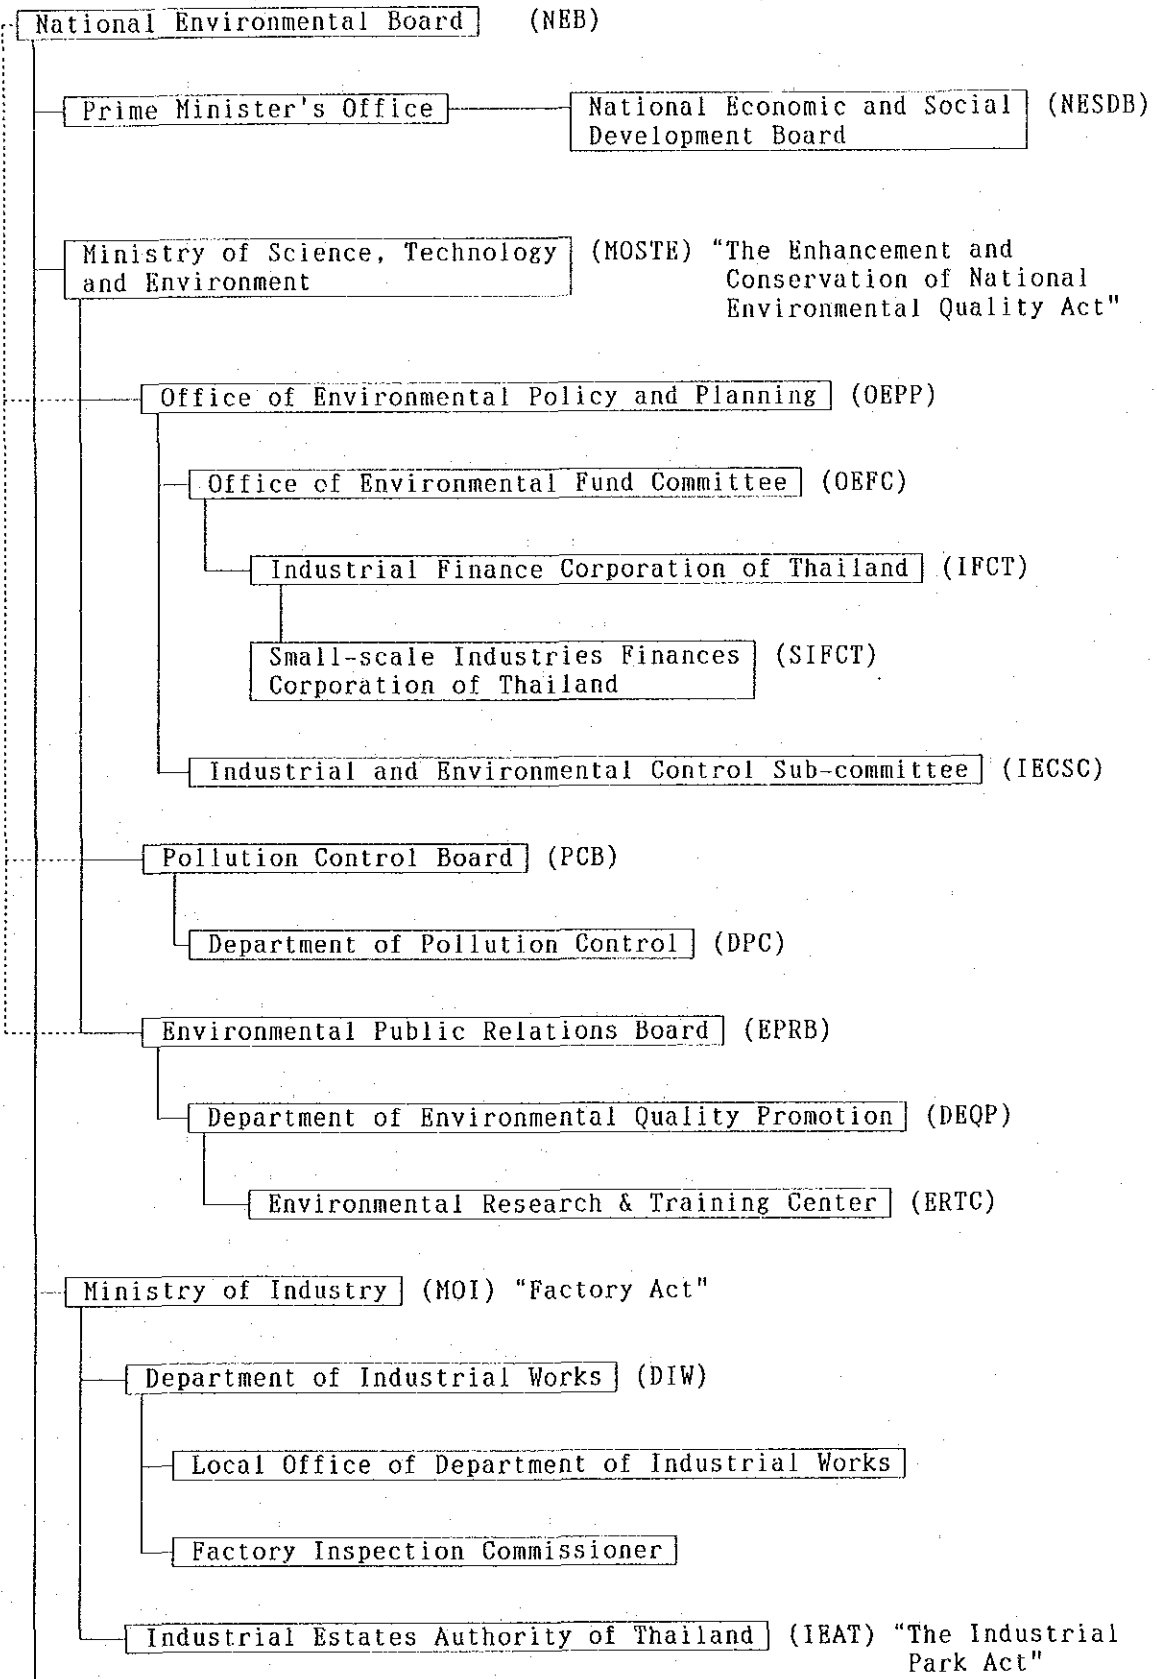 National Environmental Board (NEB)
Prime Minister's Office National Economic and Social (NESDB)
Development Board
Ministry of Science, Technology (MOSTE) "The Enhancement and
and Environment Conservation of National
Environmental Quality Act"
Office of Environmental Policy and Planning (OEPP)
Office of Environmental Fund Committee (OEFC)
Industrial Finance Corporation of Thailand (IFCT)
Small-scale Industries Finances (SIFCT)
Corporation of Thailand
Industrial and Environmental Control Sub-committee (IECSC)
Pollution Control Board (PCB)
Department of Pollution Control (DPC)
Environmental Public Relations Board (EPRB)
Department of Environmental Quality Promotion (DEQP)
Environmental Research & Training Center (ERTC)
Ministry of Industry (MOI) "Factory Act"
Department of Industrial Works (DIW)
Local Office of Department of Industrial Works
Factory Inspection Commissioner
Industrial Estates Authority of Thailand (IEAT) "The Industrial
Park Act"